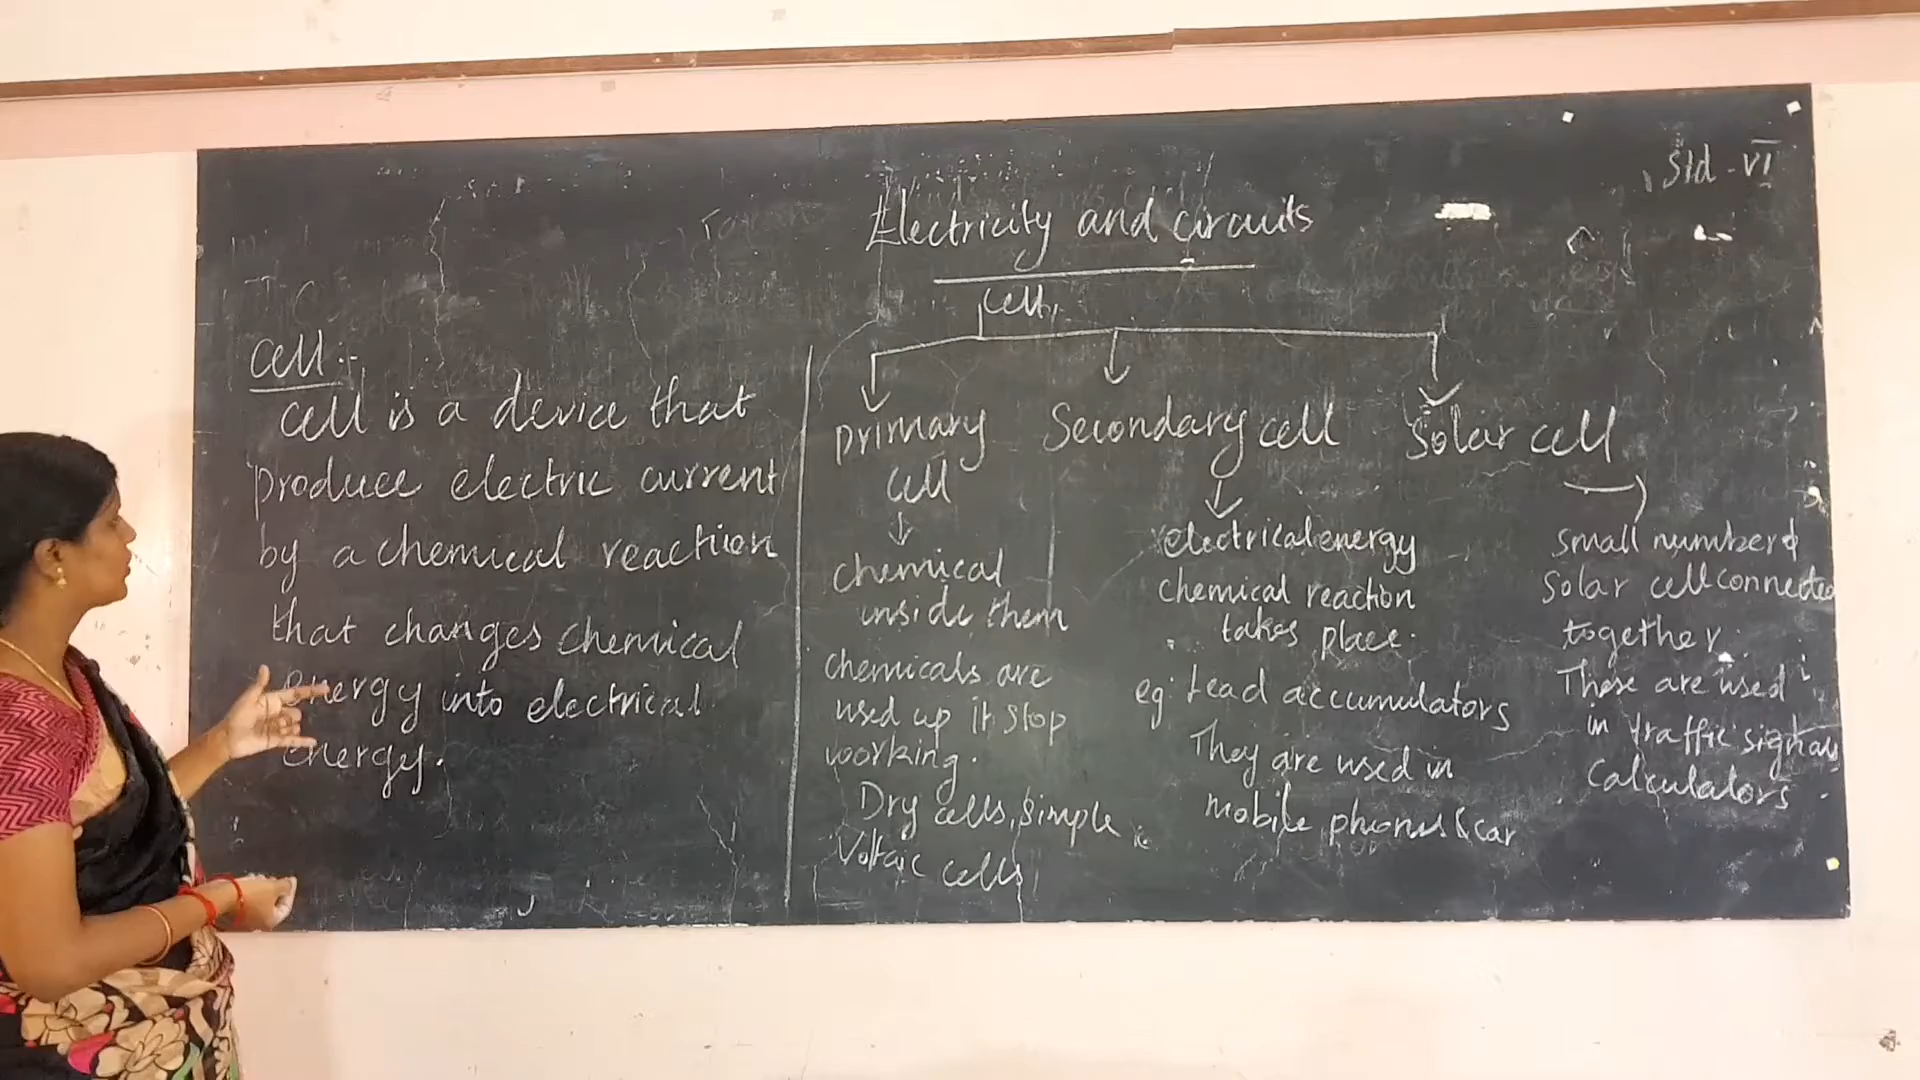 Std - VI
Electricity and circuits
cell
cell :-
cell is a device that
produce electric current
by a chemical reaction
that changes chemical
energy into electrical
energy.
primary
cell
chemical
inside them
chemicals are
used up it stop
working.
Dry cells, simple
Voltaic cells
Secondary cell
electrical energy
chemical reaction
takes place.
eg: Lead accumulators
They are used in
mobile phones & car
Solar cell
small number of
solar cell connected
together.
These are used
in traffic signals
calculators